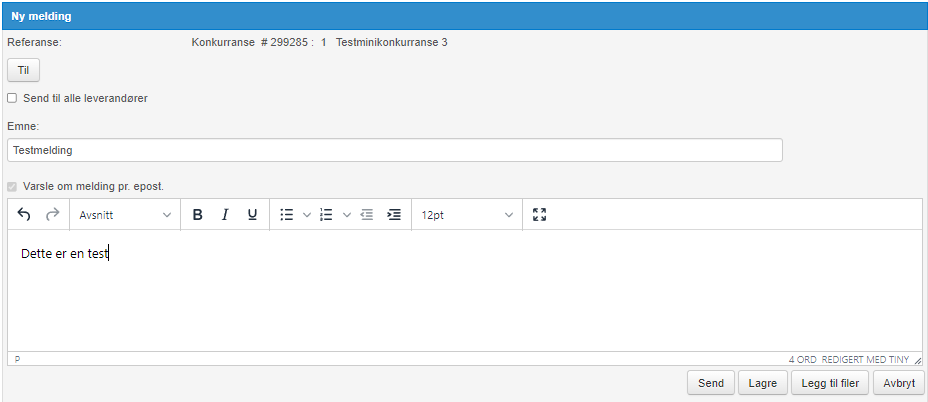 Ny melding
Referanse: Konkurranse # 299285 : 1 Testminikonkurranse 3
Til
Send til alle leverandører
Emne:
Testmelding
Varsle om melding pr. epost.
Avsnitt B I U 12pt
Dette er en test
P 4 ORD REDIGERT MED TINY
Send Lagre Legg til filer Avbryt